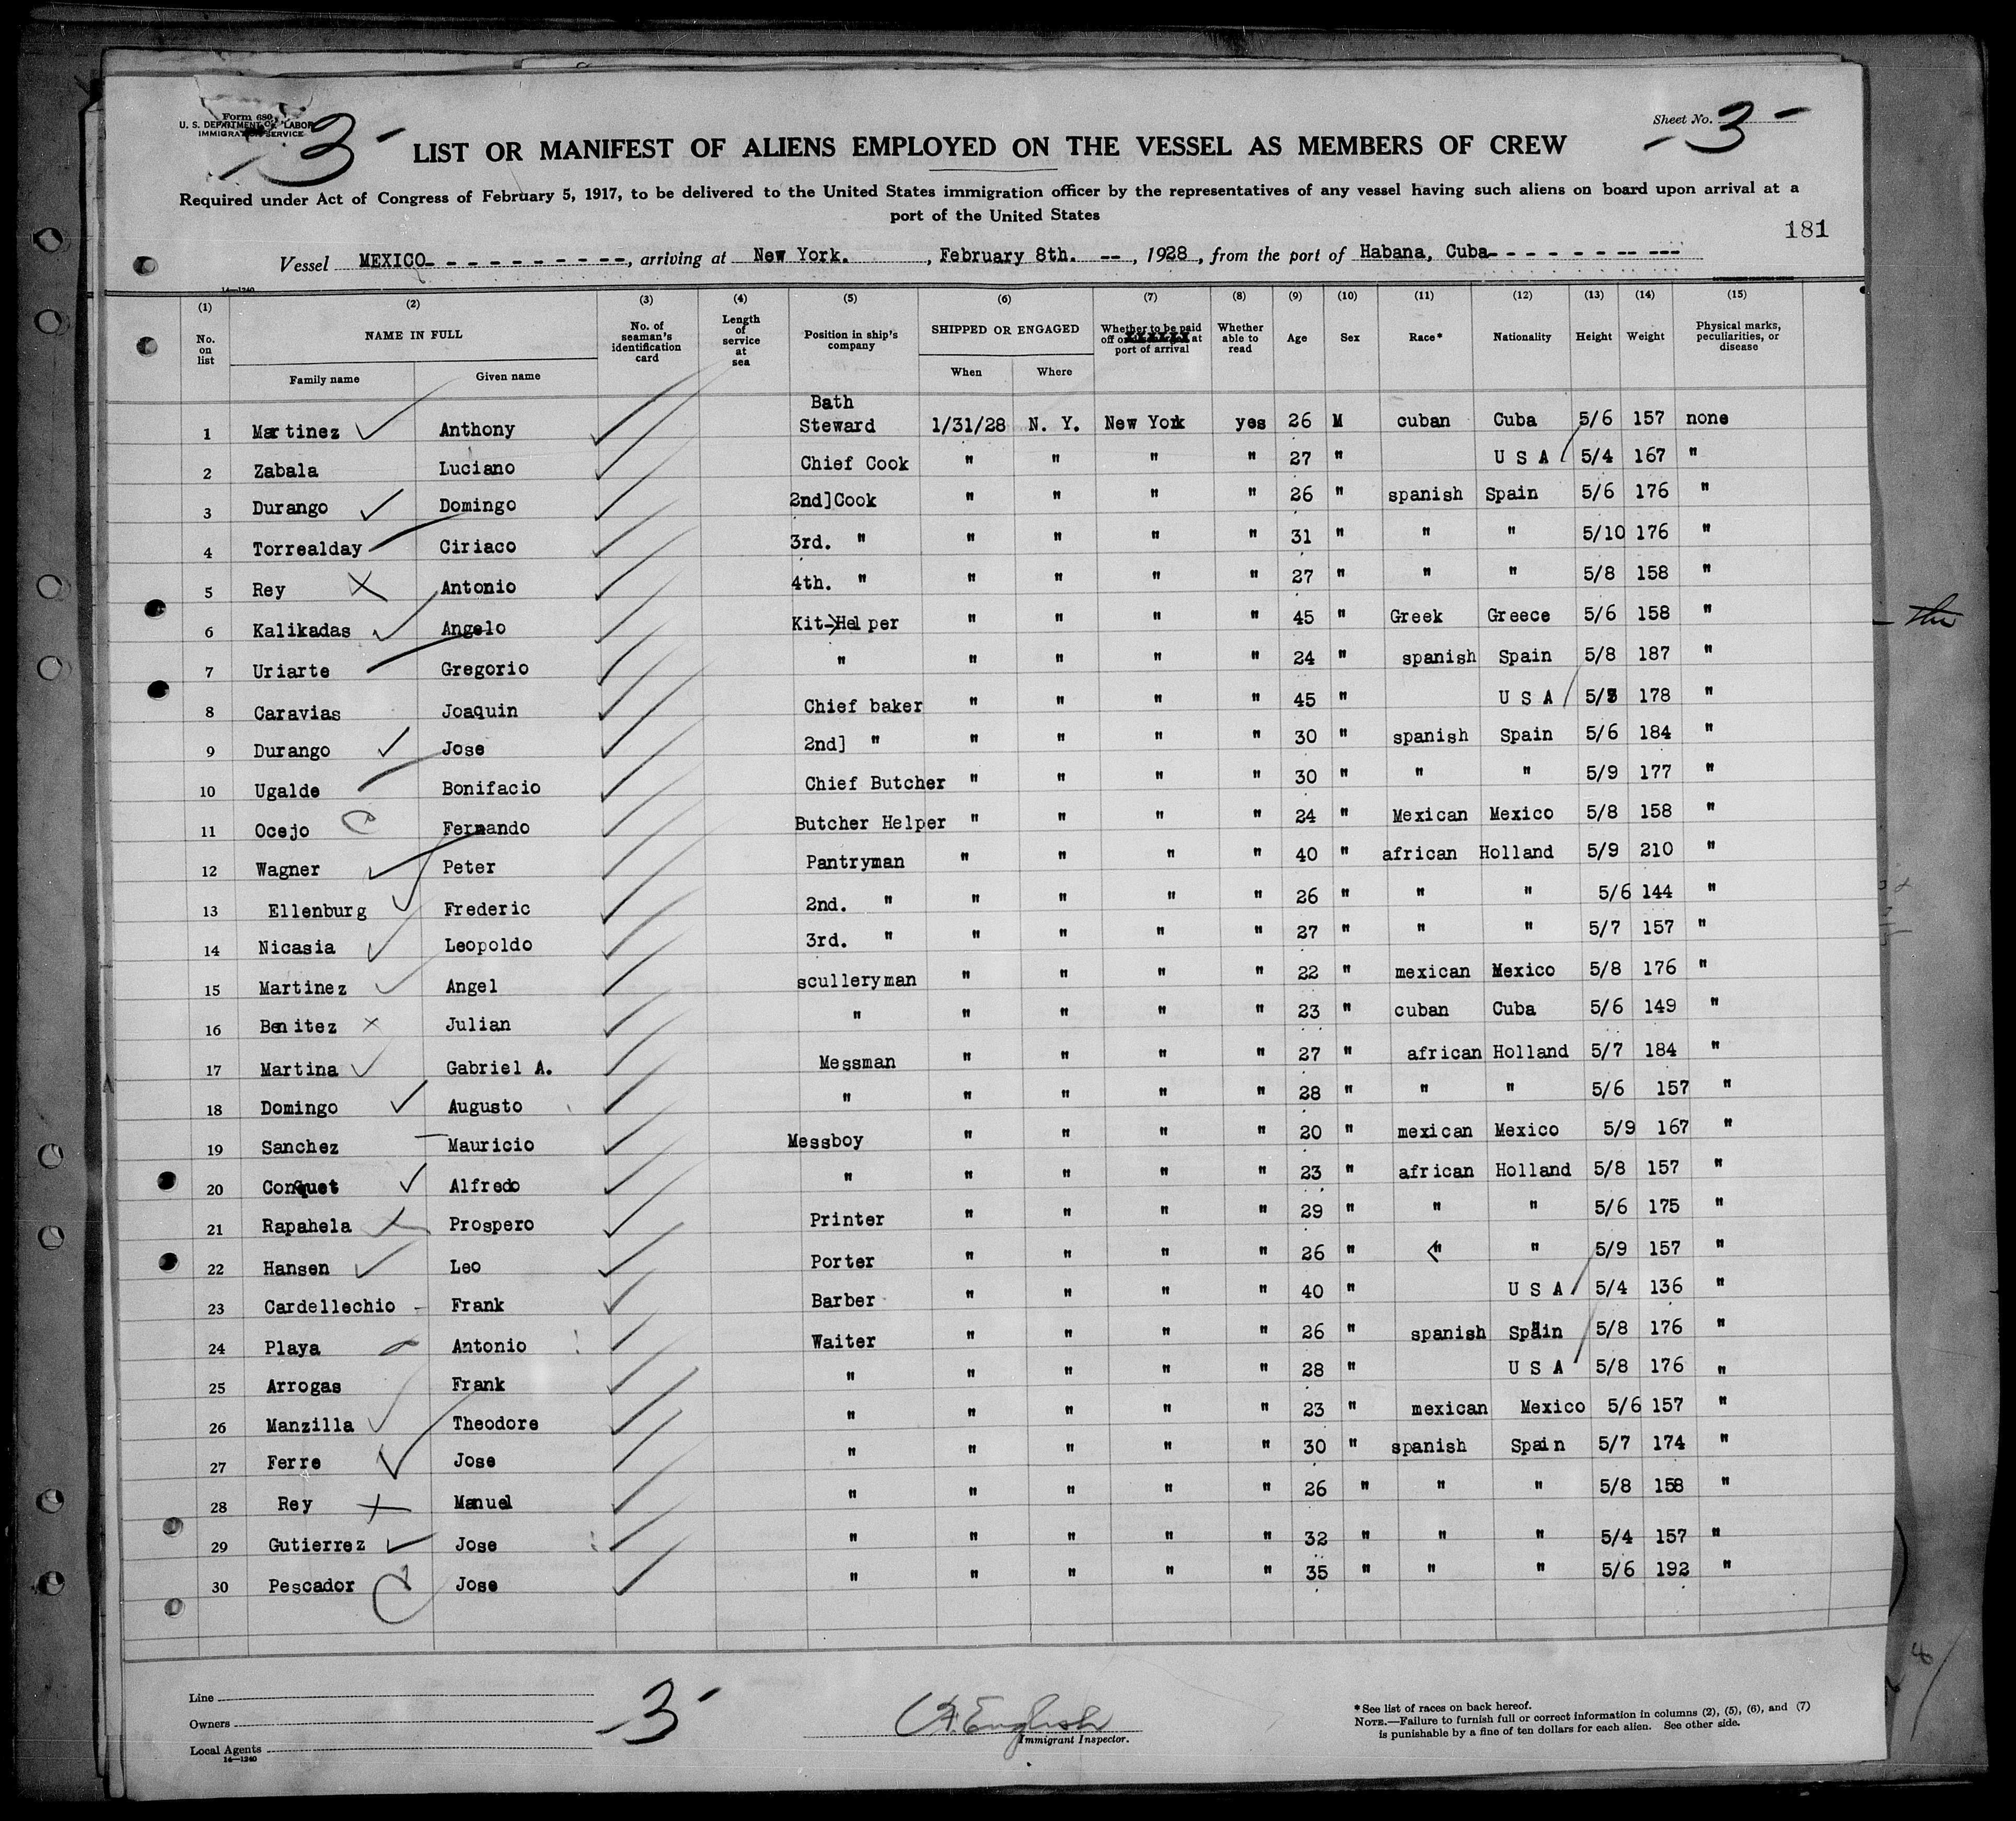 Form 680
U. S. DEPARTMENT OF LABOR
IMMIGRATION SERVICE
-3-
Sheet No. -3-
LIST OR MANIFEST OF ALIENS EMPLOYED ON THE VESSEL AS MEMBERS OF CREW
Required under Act of Congress of February 5, 1917, to be delivered to the United States immigration officer by the representatives of any vessel having such aliens on board upon arrival at a
port of the United States
181
Vessel MEXICO- - - - - - - - - - ---, arriving at New York. , February 8th. -- , 1928 , from the port of Habana, Cuba- - - - - - -- ---
14-1240
(1) (2) (3) (4) (5) (6) (7) (8) (9) (10) (11) (12) (13) (14) (15)
No. on list NAME IN FULL No. of seaman's identification card Length of service at sea Position in ship's company SHIPPED OR ENGAGED Whether to be paid off or at port of arrival Whether able to read Age Sex Race* Nationality Height Weight Physical marks, peculiarities, or disease
Family name Given name When Where
1 Martinez Anthony Bath Steward 1/31/28 N. Y. New York yes 26 M cuban Cuba 5/6 157 none
2 Zabala Luciano Chief Cook " " " " 27 " U S A 5/4 167 "
3 Durango Domingo 2nd]Cook " " " " 26 " spanish Spain 5/6 176 "
4 Torrealday Ciriaco 3rd. " " " " " 31 " " " 5/10 176 "
5 Rey Antonio 4th. " " " " " 27 " " " 5/8 158 "
6 Kalikadas Angelo Kit-Helper " " " " 45 " Greek Greece 5/6 158 "
7 Uriarte Gregorio " " " " " 24 " spanish Spain 5/8 187 "
8 Caravias Joaquin Chief baker " " " " 45 " U S A 178 "
9 Durango Jose 2nd] " " " " " 30 " spanish Spain 5/6 184 "
10 Ugalde Bonifacio Chief Butcher " " " " 30 " " " 5/9 177 "
11 Ocejo Fernando Butcher Helper " " " " 24 " Mexican Mexico 5/8 158 "
12 Wagner Peter Pantryman " " " " 40 " african Holland 5/9 210 "
13 Ellenburg Frederic 2nd. " " " " " 26 " " " 5/6 144 "
14 Nicasia Leopoldo 3rd. " " " " " 27 " " " 5/7 157 "
15 Martinez Angel sculleryman " " " " 22 " mexican Mexico 5/8 176 "
16 Benitez Julian " " " " " 23 " cuban Cuba 5/6 149 "
17 Martina Gabriel A. Messman " " " " 27 " african Holland 5/7 184 "
18 Domingo Augusto " " " " " 28 " " " 5/6 157 "
19 Sanchez Mauricio Messboy " " " " 20 " mexican Mexico 5/9 167 "
20 Conquet Alfredo " " " " " 23 " african Holland 5/8 157 "
21 Rapahela Prospero Printer " " " " 29 " " " 5/6 175 "
22 Hansen Leo Porter " " " " 26 " " " 5/9 157 "
23 Cardellechio Frank Barber " " " " 40 " U S A 5/4 136 "
24 Playa Antonio Waiter " " " " 26 " spanish Spain 5/8 176 "
25 Arrogas Frank " " " " " 28 " U S A 5/8 176 "
26 Manzilla Theodore " " " " " 23 " mexican Mexico 5/6 157 "
27 Ferre Jose " " " " " 30 " spanish Spain 5/7 174 "
28 Rey Manuel " " " " " 26 " " " 5/8 158 "
29 Gutierrez Jose " " " " " 32 " " " 5/4 157 "
30 Pescador Jose " " " " " 35 " " " 5/6 192 "
Line
Owners
Local Agents
14-1240
-3-
English
Immigrant Inspector.
* See list of races on back hereof.
NOTE.—Failure to furnish full or correct information in columns (2), (5), (6), and (7)
is punishable by a fine of ten dollars for each alien. See other side.